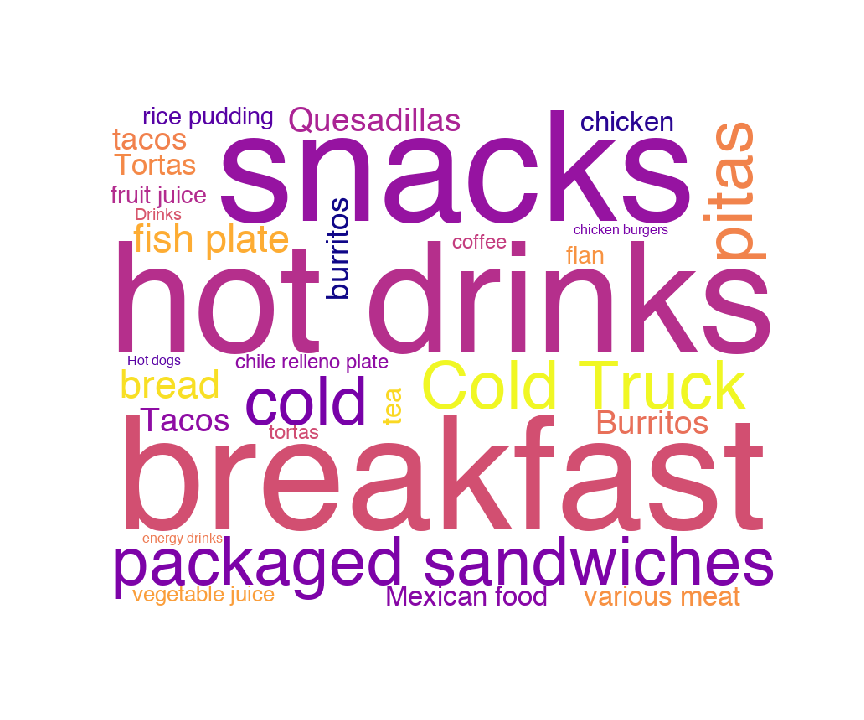 rice pudding
Quesadillas
chicken
tacos
snacks
pitas
Tortas
fruit juice
burritos
Drinks
fish plate
coffee
chicken burgers
flan
hot drinks
Hot dogs
chile relleno plate
bread
cold
tea
Cold Truck
Tacos
tortas
Burritos
breakfast
energy drinks
packaged sandwiches
vegetable juice
Mexican food
various meat